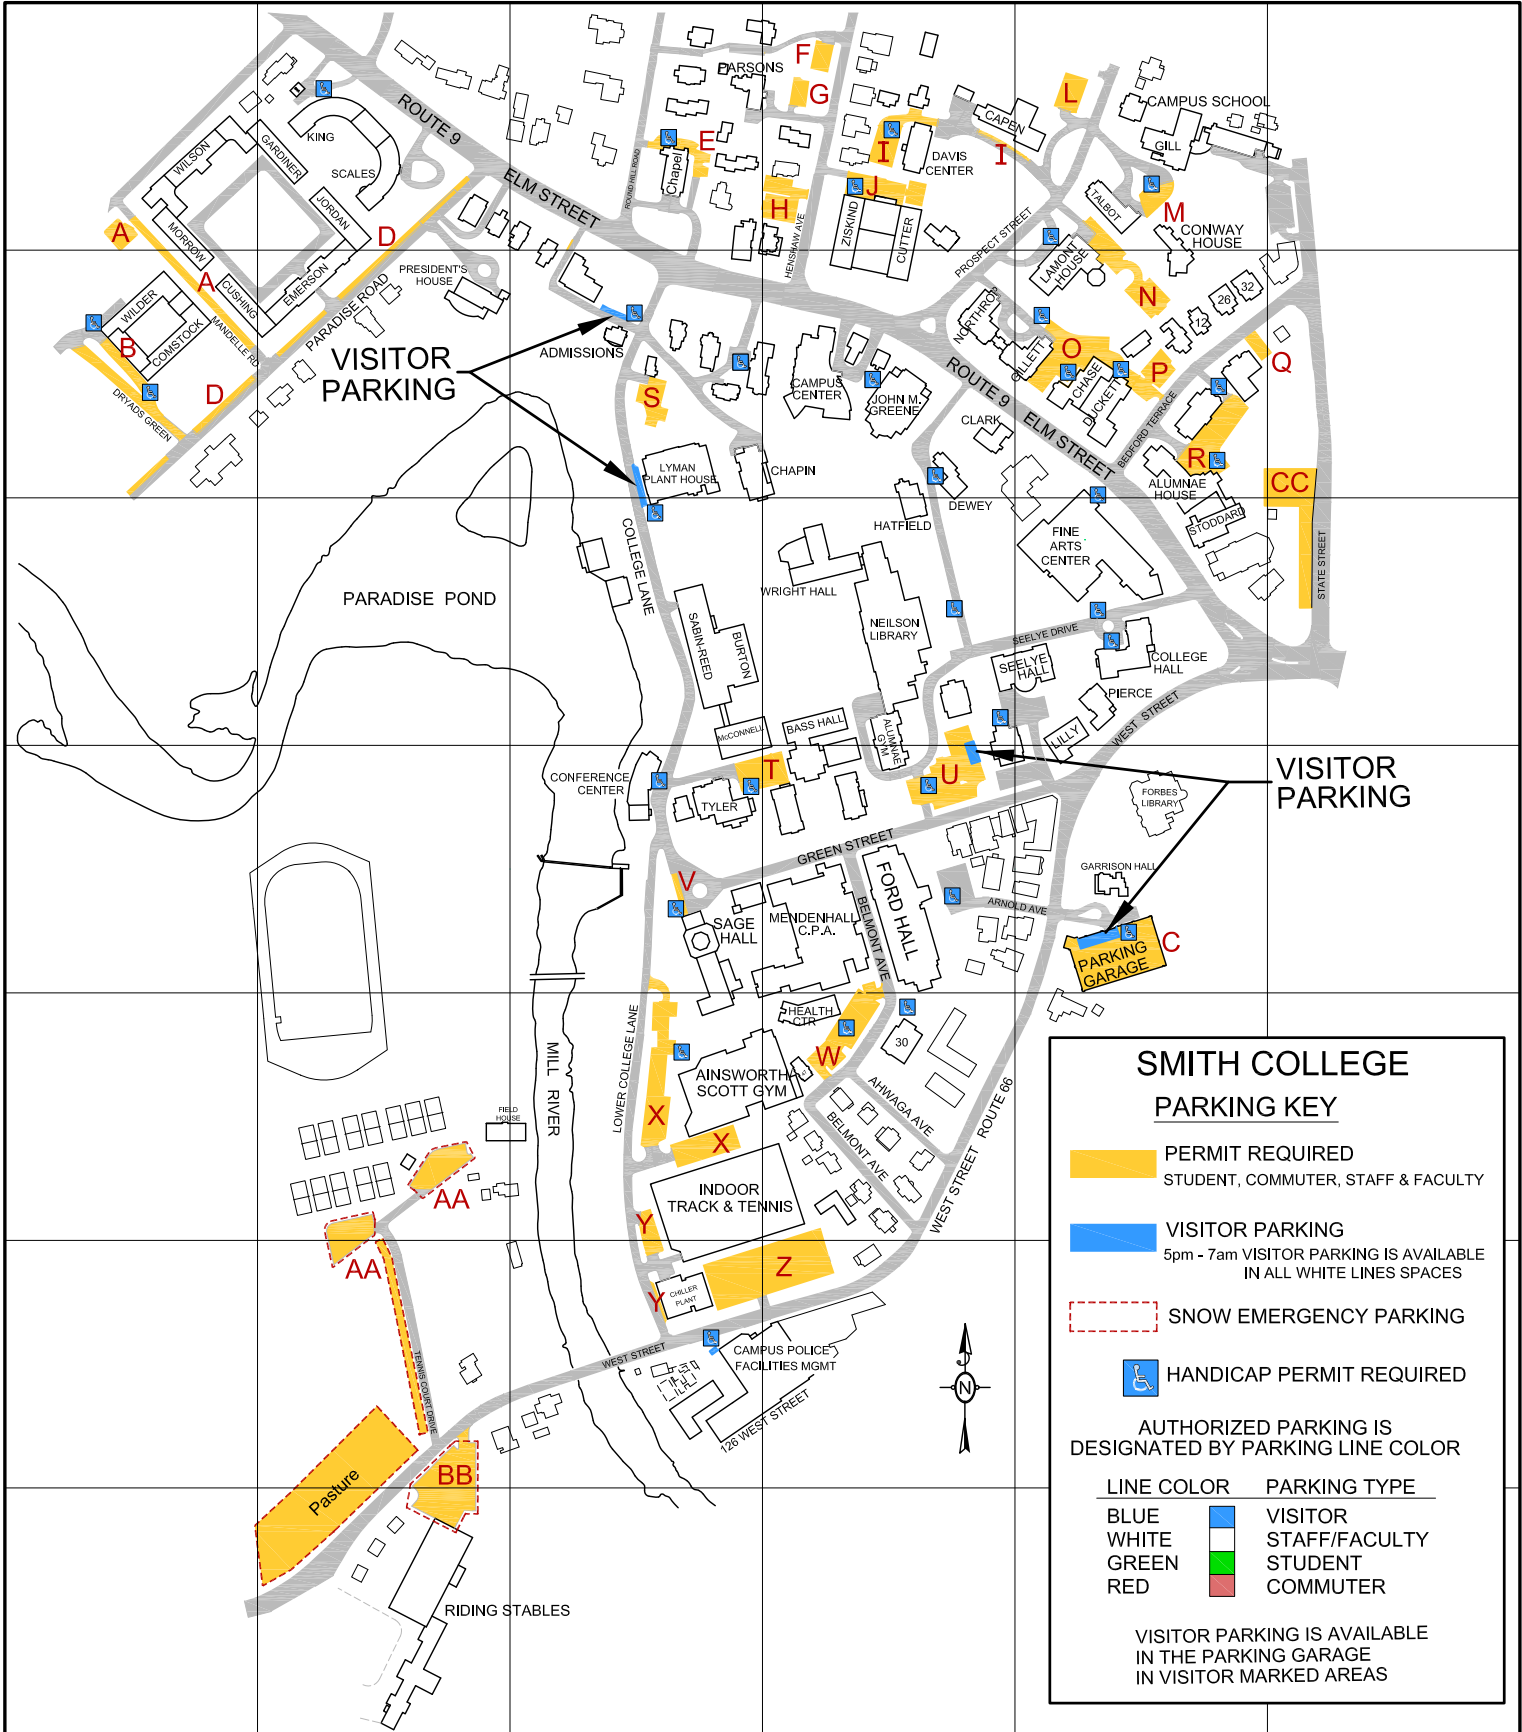 F
PARSONS
G
L
CAMPUS SCHOOL
ROUTE 9
KING
WILSON
GARDINER
SCALES
E
Chapel
ROUND HILL ROAD
CAPEN
I
DAVIS
CENTER
I
GILL
JORDAN
ELM STREET
J
H
ZISKIND
CUTTER
HENSHAW AVE
PROSPECT STREET
TALBOT
M
CONWAY
HOUSE
A
MORROW
D
A
CUSHING
EMERSON
PRESIDENT'S
HOUSE
LAMONT
HOUSE
N
26
32
12
WILDER
B
COMSTOCK
MANDELLE RD
PARADISE ROAD
DRYADS GREEN
D
VISITOR
PARKING
ADMISSIONS
S
NORTHROP
GILLETT
O
CHASE
DUCKETT
P
Q
CAMPUS
CENTER
JOHN M.
GREENE
ROUTE 9
ELM STREET
CLARK
BEDFORD TERRACE
R
ALUMNAE
HOUSE
CC
LYMAN
PLANT HOUSE
CHAPIN
DEWEY
HATFIELD
STODDARD
FINE
ARTS
CENTER
STATE STREET
COLLEGE LANE
PARADISE POND
WRIGHT HALL
NEILSON
LIBRARY
SABIN-REED
BURTON
SEELYE DRIVE
SEELYE
HALL
COLLEGE
HALL
PIERCE
LILLY
WEST STREET
McCONNELL
BASS HALL
ALUMNAE
GYM
CONFERENCE
CENTER
T
TYLER
U
VISITOR
PARKING
FORBES
LIBRARY
GREEN STREET
GARRISON HALL
V
SAGE
HALL
MENDENHALL
C.P.A.
BELMONT AVE
FORD HALL
ARNOLD AVE
C
PARKING
GARAGE
HEALTH
CTR
W
30
LOWER COLLEGE LANE
MILL RIVER
AINSWORTH
SCOTT GYM
AHWAGA AVE
BELMONT AVE
WEST STREET ROUTE 66
FIELD
HOUSE
X
X
AA
INDOOR
TRACK & TENNIS
Y
AA
Z
Y
CHILLER
PLANT
TENNIS COURT DRIVE
WEST STREET
CAMPUS POLICE
FACILITIES MGMT
126 WEST STREET
N
Pasture
BB
RIDING STABLES
SMITH COLLEGE
PARKING KEY
PERMIT REQUIRED
STUDENT, COMMUTER, STAFF & FACULTY
VISITOR PARKING
5pm - 7am VISITOR PARKING IS AVAILABLE
IN ALL WHITE LINES SPACES
SNOW EMERGENCY PARKING
HANDICAP PERMIT REQUIRED
AUTHORIZED PARKING IS
DESIGNATED BY PARKING LINE COLOR
LINE COLOR PARKING TYPE
BLUE VISITOR
WHITE STAFF/FACULTY
GREEN STUDENT
RED COMMUTER
VISITOR PARKING IS AVAILABLE
IN THE PARKING GARAGE
IN VISITOR MARKED AREAS